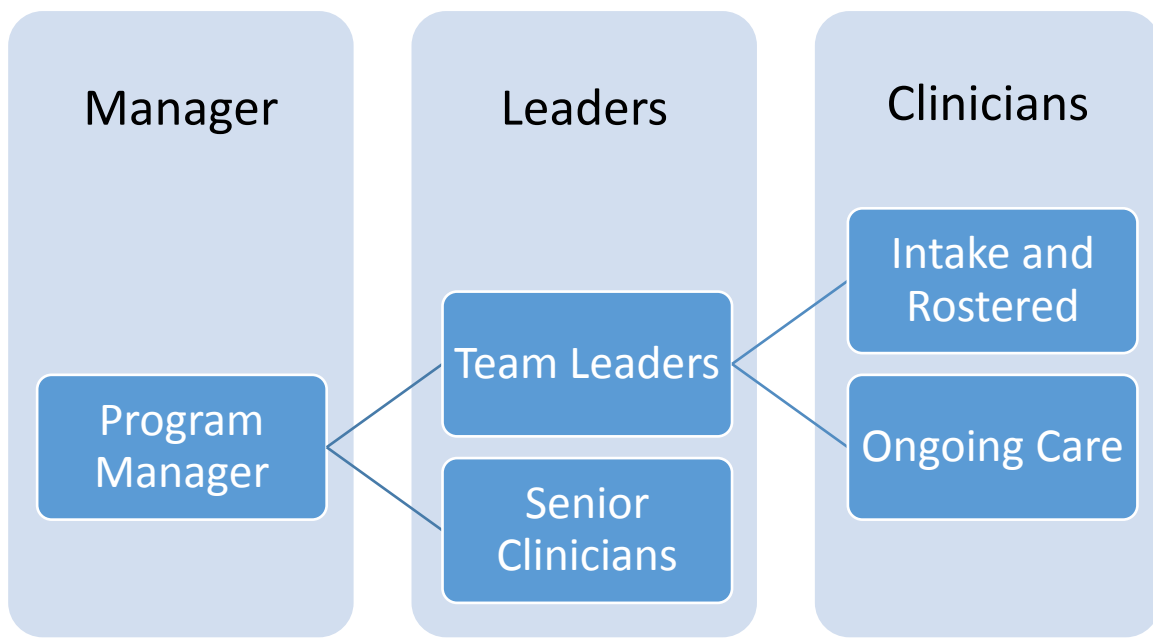 Manager
Program
Manager
Leaders
Team Leaders
Senior
Clinicians
Clinicians
Intake and
Rostered
Ongoing Care